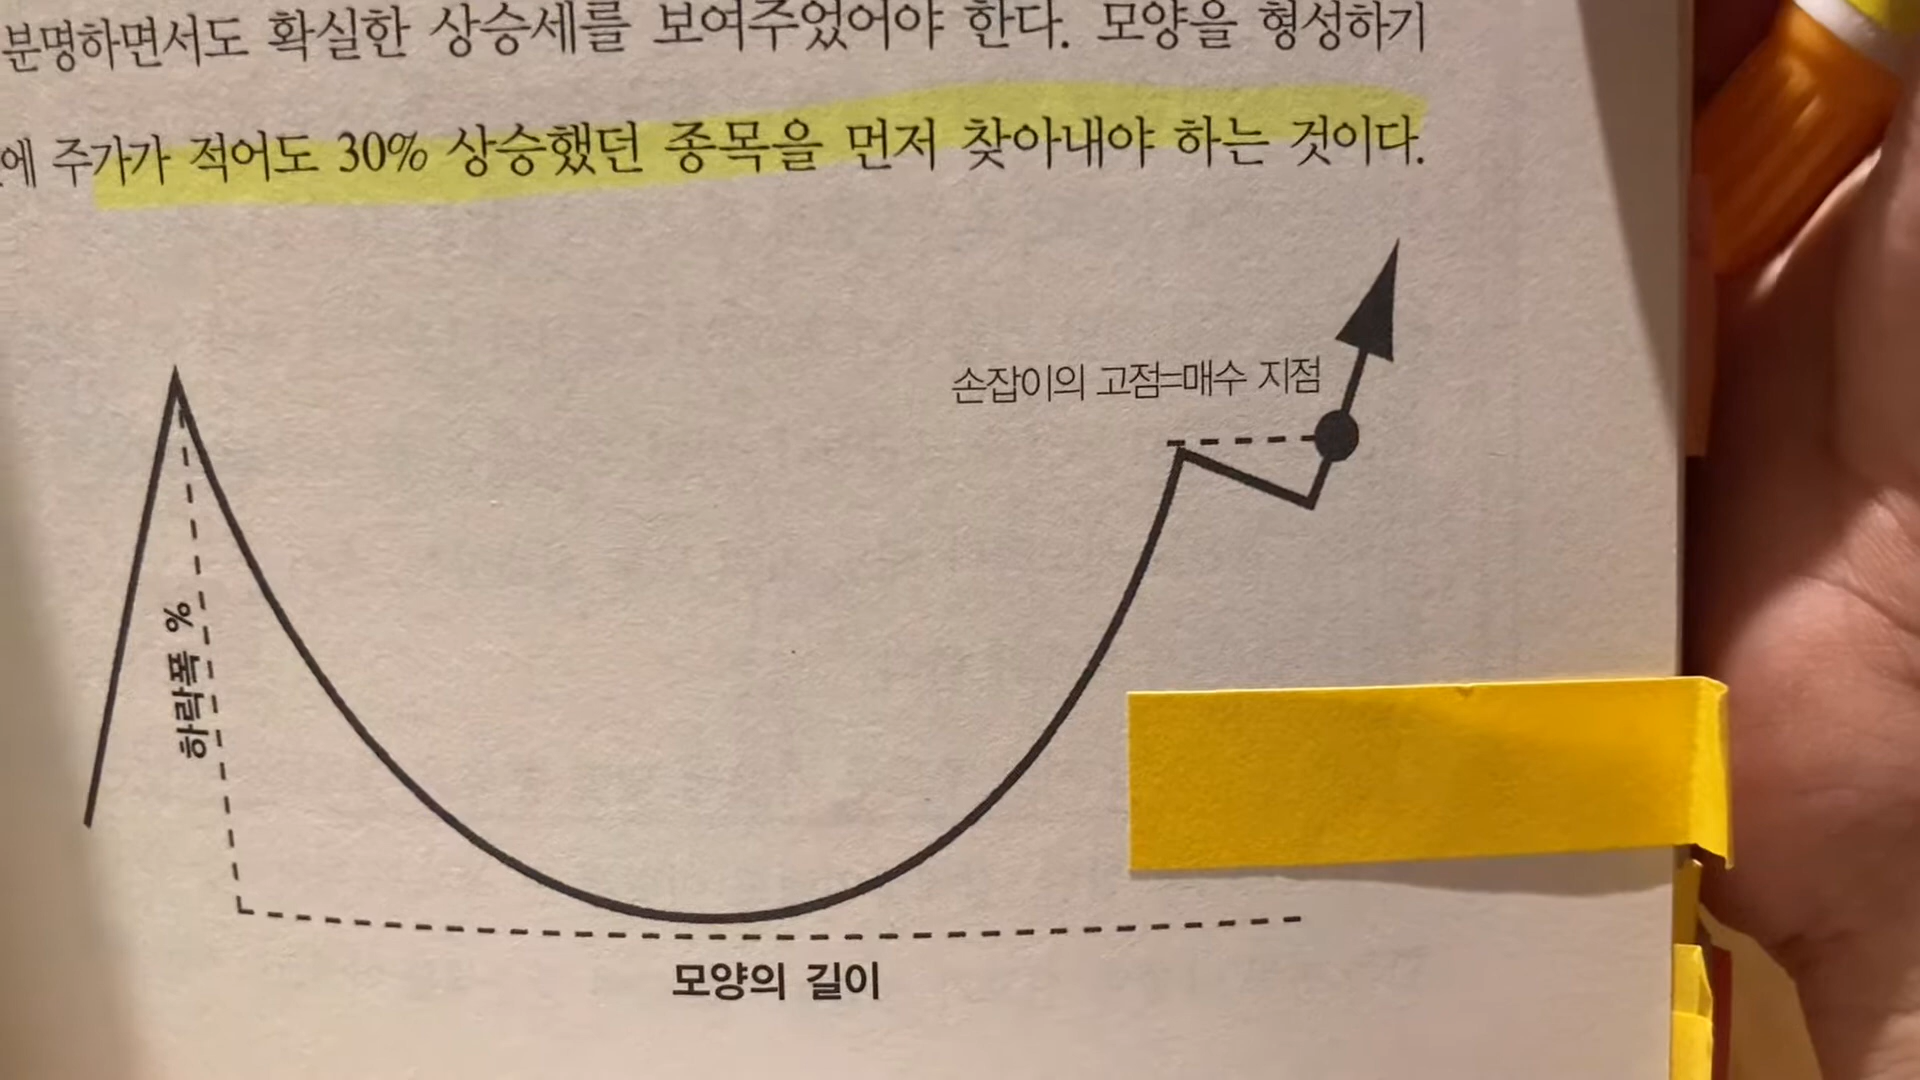 분명하면서도 확실한 상승세를 보여주었어야 한다. 모양을 형성하기
에 주가가 적어도 30% 상승했던 종목을 먼저 찾아내야 하는 것이다.
손잡이의 고점=매수 지점
하락폭 %
모양의 길이